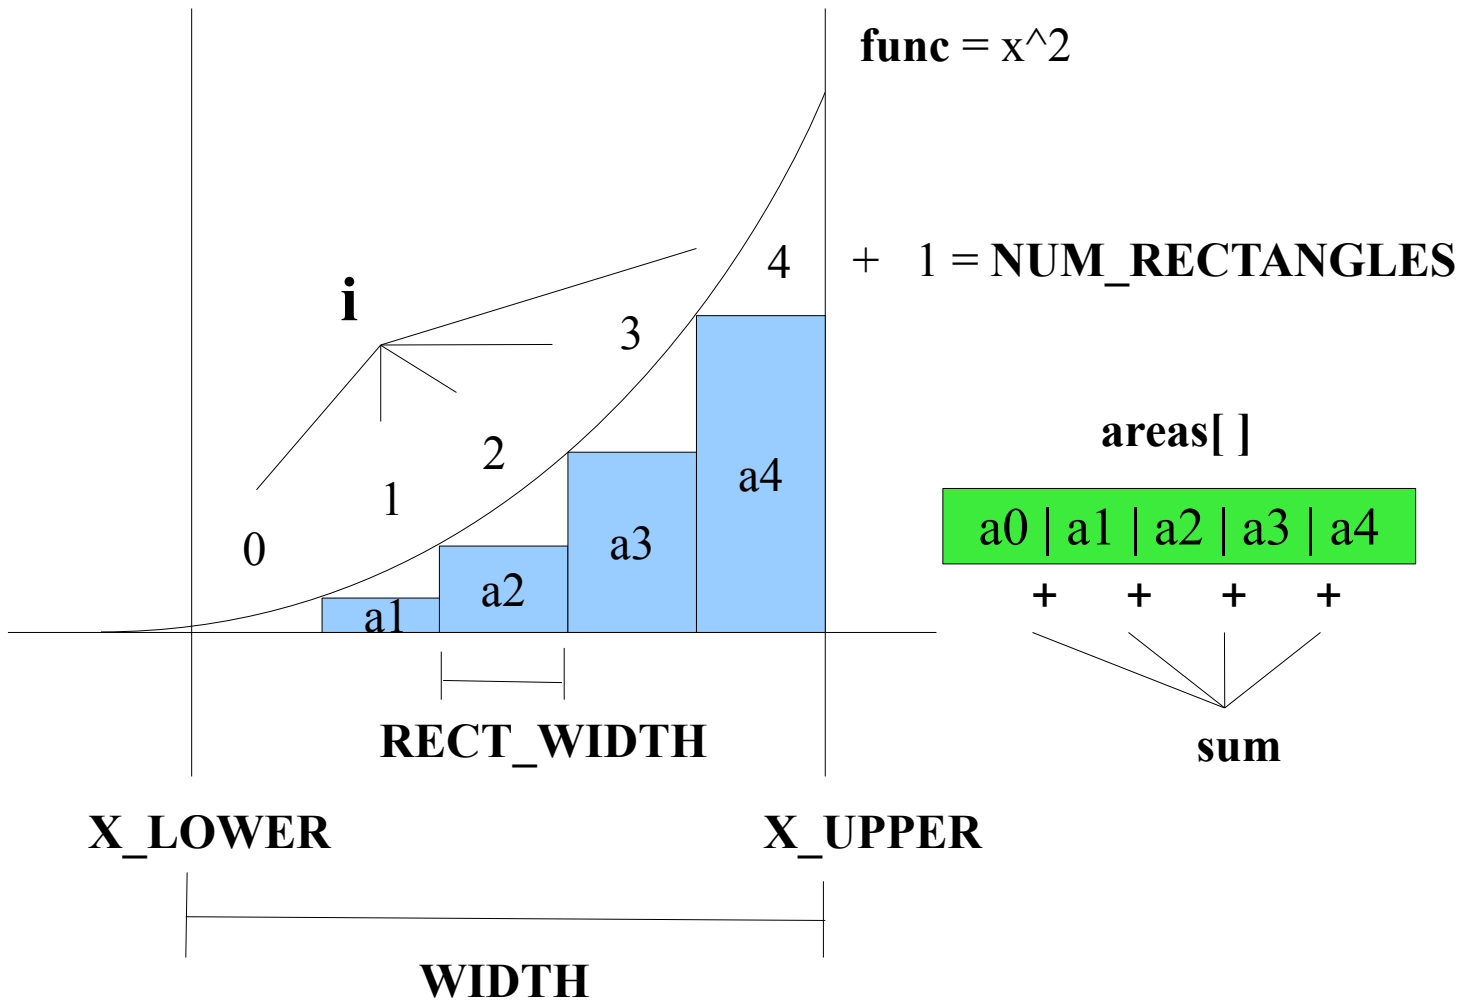 func = x^2
4 + 1 = NUM_RECTANGLES
i
3
areas[ ]
2
a4
1
a0 | a1 | a2 | a3 | a4
0
a3
a2
a1
+ + + +
RECT_WIDTH
sum
X_LOWER
X_UPPER
WIDTH